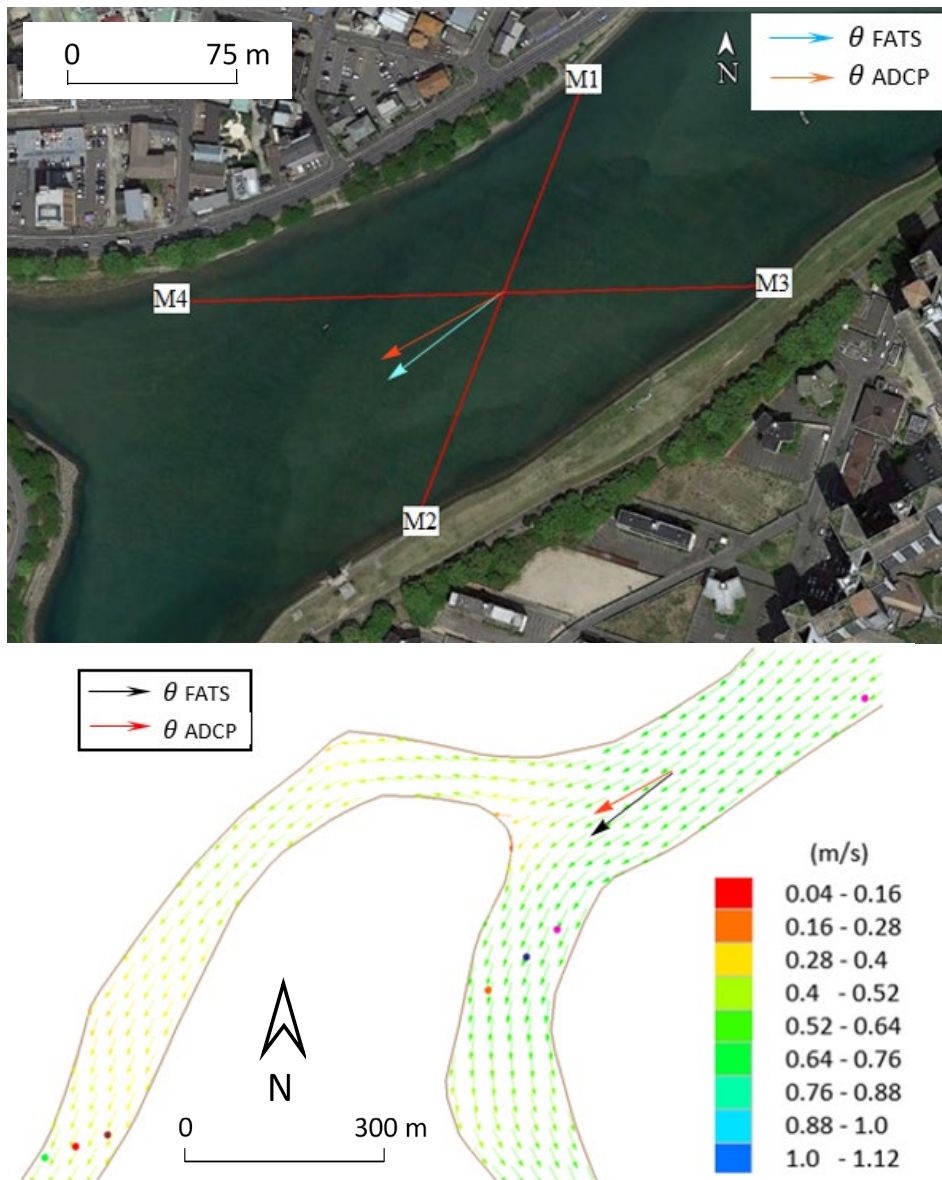 0 75 m
N
θ FATS
θ ADCP
M1
M3
M4
M2
θ FATS
θ ADCP
(m/s)
0.04 - 0.16
0.16 - 0.28
0.28 - 0.4
0.4 - 0.52
0.52 - 0.64
0.64 - 0.76
0.76 - 0.88
0.88 - 1.0
1.0 - 1.12
N
0 300 m